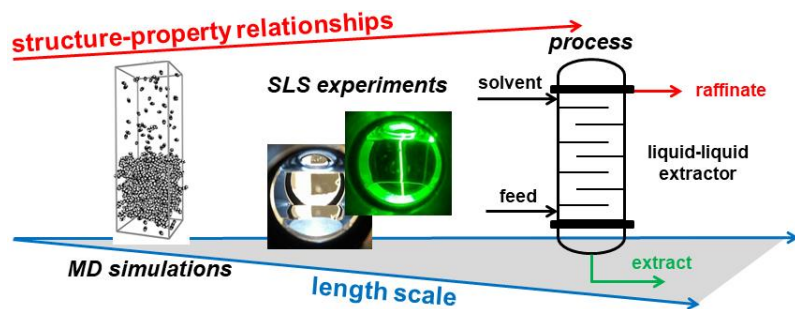 structure-property relationships
process
SLS experiments
solvent
raffinate
liquid-liquid
extractor
feed
MD simulations
extract
length scale